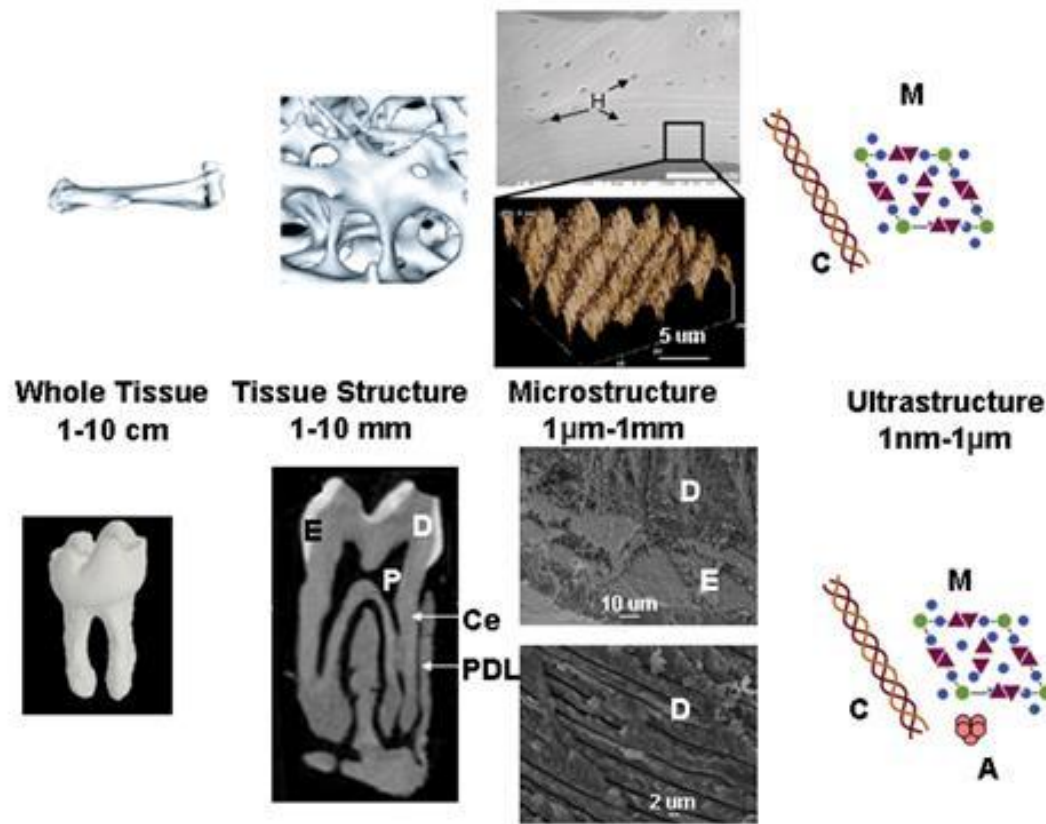 H
M
C
5 um
Whole Tissue
1-10 cm
Tissue Structure
1-10 mm
Microstructure
1µm-1mm
Ultrastructure
1nm-1µm
E
D
P
Ce
PDL
D
E
10 um
D
2 um
M
C
A